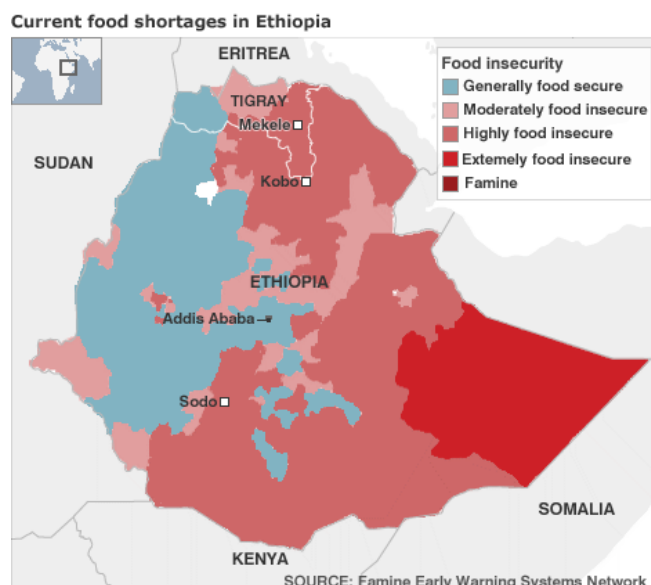 Current food shortages in Ethiopia
ERITREA
Food insecurity
Generally food secure
Moderately food insecure
Highly food insecure
Extemely food insecure
Famine
TIGRAY
Mekele
SUDAN
Kobo
ETHIOPIA
Addis Ababa
Sodo
SOMALIA
KENYA
SOURCE: Famine Early Warning Systems Network